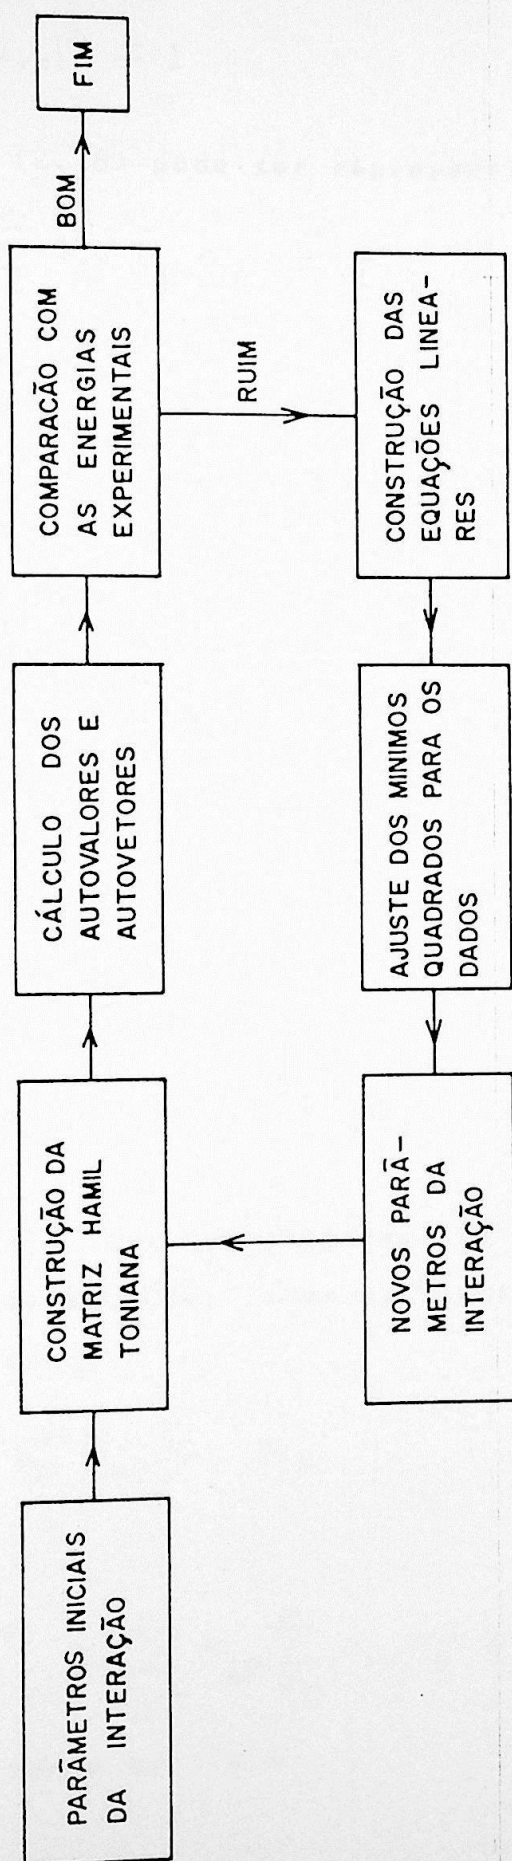 PARÂMETROS INICIAIS
DA INTERAÇÃO
CONSTRUÇÃO DA
MATRIZ HAMIL
TONIANA
CÁLCULO DOS
AUTOVALORES E
AUTOVETORES
COMPARACÃO COM
AS ENERGIAS
EXPERIMENTAIS
BOM
FIM
RUIM
CONSTRUÇÃO DAS
EQUAÇÕES LINEA-
RES
AJUSTE DOS MINIMOS
QUADRADOS PARA OS
DADOS
NOVOS PARÂ-
METROS DA
INTERAÇÃO